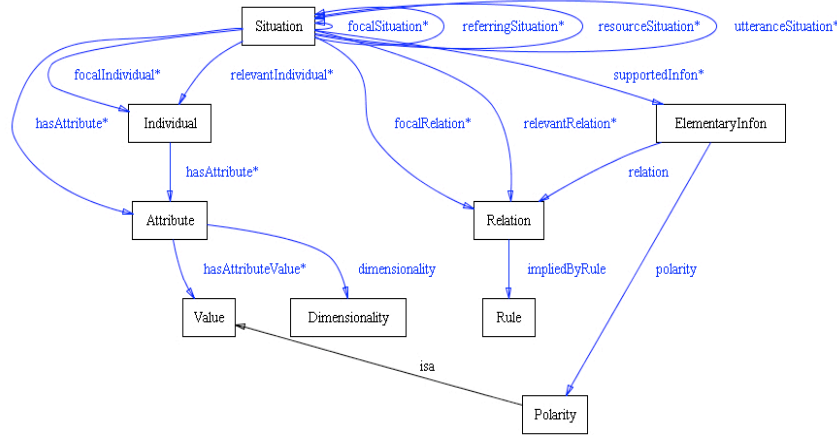 Situation
focalSituation*
referringSituation*
resourceSituation*
utteranceSituation*
focalIndividual*
relevantIndividual*
supportedInfon*
hasAttribute*
Individual
focalRelation*
relevantRelation*
ElementaryInfon
hasAttribute*
relation
Attribute
Relation
hasAttributeValue*
dimensionality
impliedByRule
polarity
Value
Dimensionality
Rule
isa
Polarity